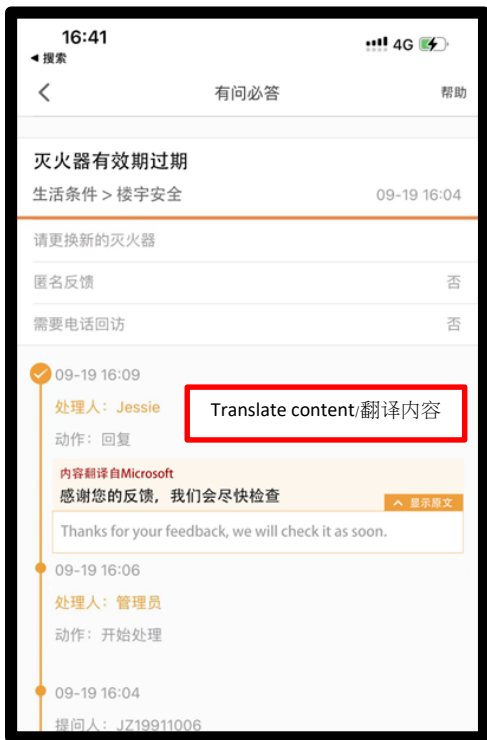 16:41
4G
◀ 搜索
有问必答
帮助
灭火器有效期过期
生活条件 > 楼宇安全
09-19 16:04
请更换新的灭火器
匿名反馈
否
需要电话回访
否
09-19 16:09
处理人：Jessie
Translate content/翻译内容
动作：回复
内容翻译自Microsoft
感谢您的反馈，我们会尽快检查
显示原文
Thanks for your feedback, we will check it as soon.
09-19 16:06
处理人：管理员
动作：开始处理
09-19 16:04
提问人：JZ19911006